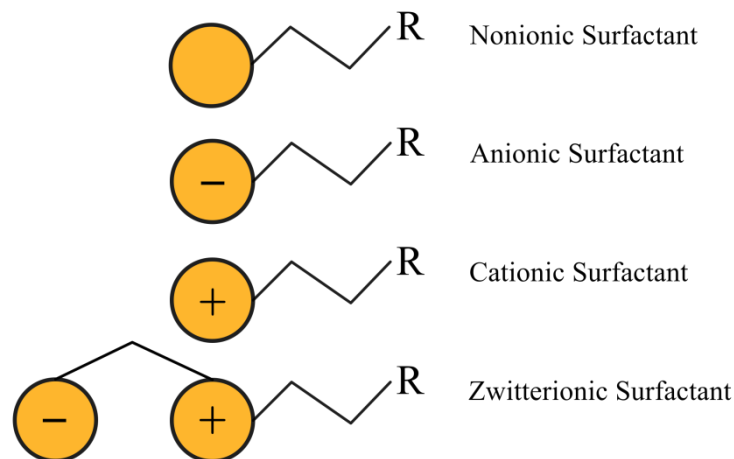 R Nonionic Surfactant
− R Anionic Surfactant
+ R Cationic Surfactant
− + R Zwitterionic Surfactant